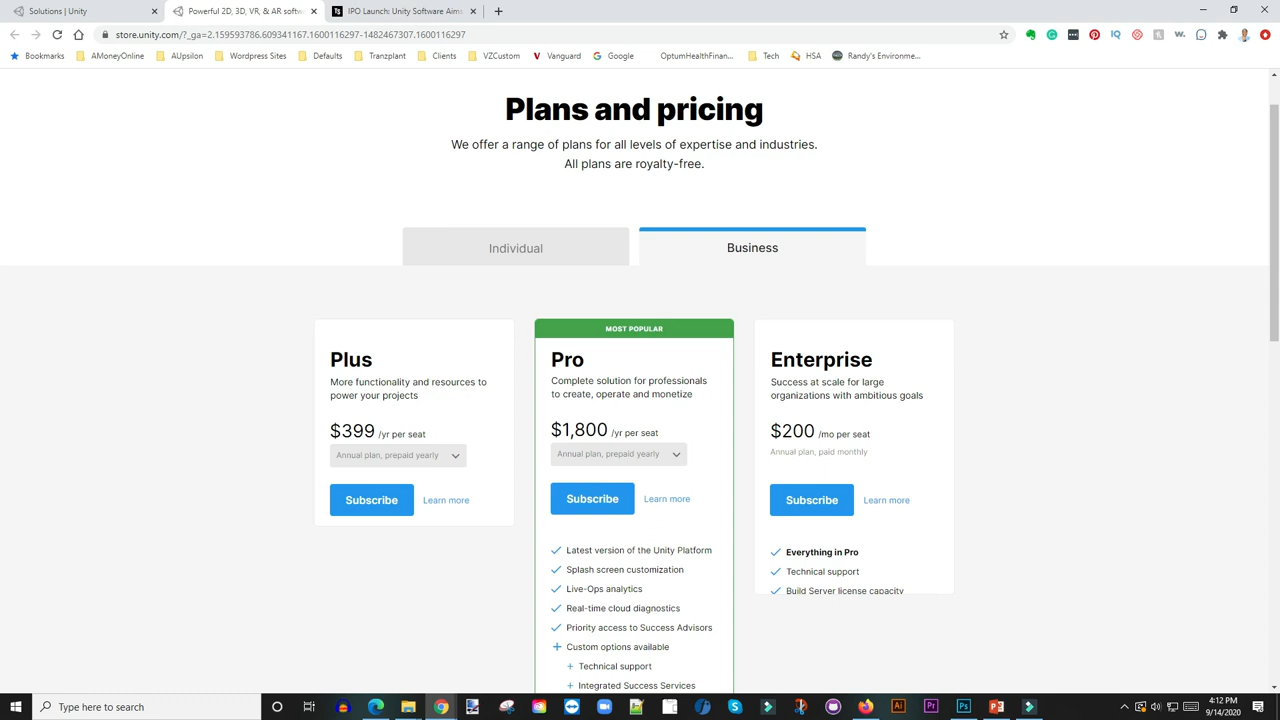 Solutions | Unity
Powerful 2D, 3D, VR, & AR softw
IPO Launch: Unity Software Aims
store.unity.com/?_ga=2.159593786.609341167.1600116297-1482467307.1600116297
Bookmarks
AMoneyOnline
AUpsilon
Wordpress Sites
Defaults
Tranzplant
Clients
VZCustom
Vanguard
Google
OptumHealthFinan...
Tech
HSA
Randy's Environme...
Plans and pricing
We offer a range of plans for all levels of expertise and industries.
All plans are royalty-free.
Individual
Business
Plus
More functionality and resources to
power your projects
$399 /yr per seat
Annual plan, prepaid yearly
Subscribe Learn more
MOST POPULAR
Pro
Complete solution for professionals
to create, operate and monetize
$1,800 /yr per seat
Annual plan, prepaid yearly
Subscribe Learn more
Latest version of the Unity Platform
Splash screen customization
Live-Ops analytics
Real-time cloud diagnostics
Priority access to Success Advisors
Custom options available
Technical support
Integrated Success Services
Enterprise
Success at scale for large
organizations with ambitious goals
$200 /mo per seat
Annual plan, paid monthly
Subscribe Learn more
Everything in Pro
Technical support
Build Server license capacity
Type here to search
4:12 PM
9/14/2020